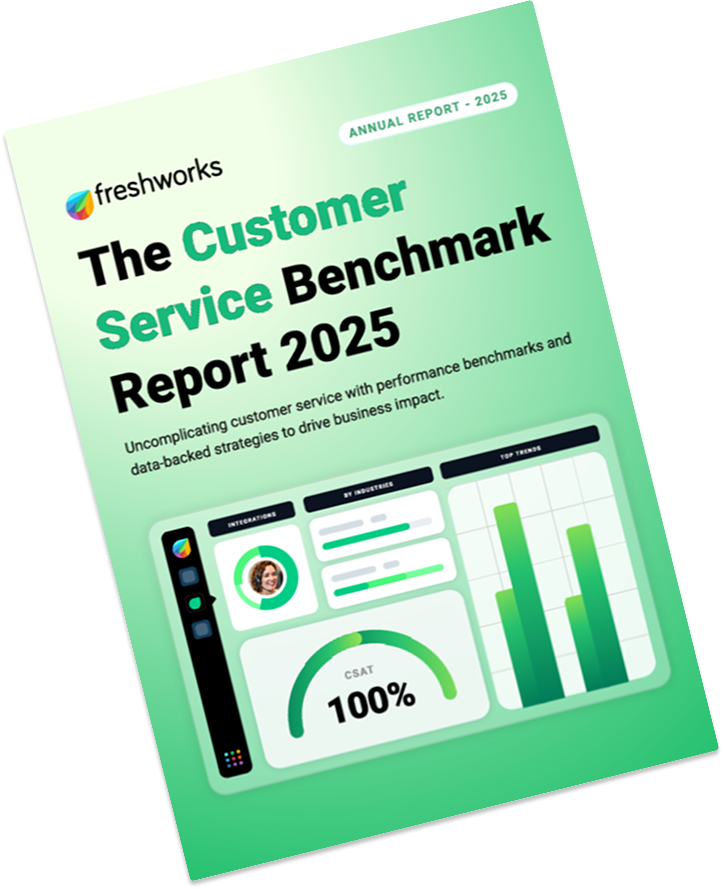 ANNUAL REPORT - 2025
freshworks
The Customer
Service Benchmark
Report 2025
Uncomplicating customer service with performance benchmarks and
data-backed strategies to drive business impact.
INTEGRATIONS
BY INDUSTRIES
TOP TRENDS
CSAT
100%